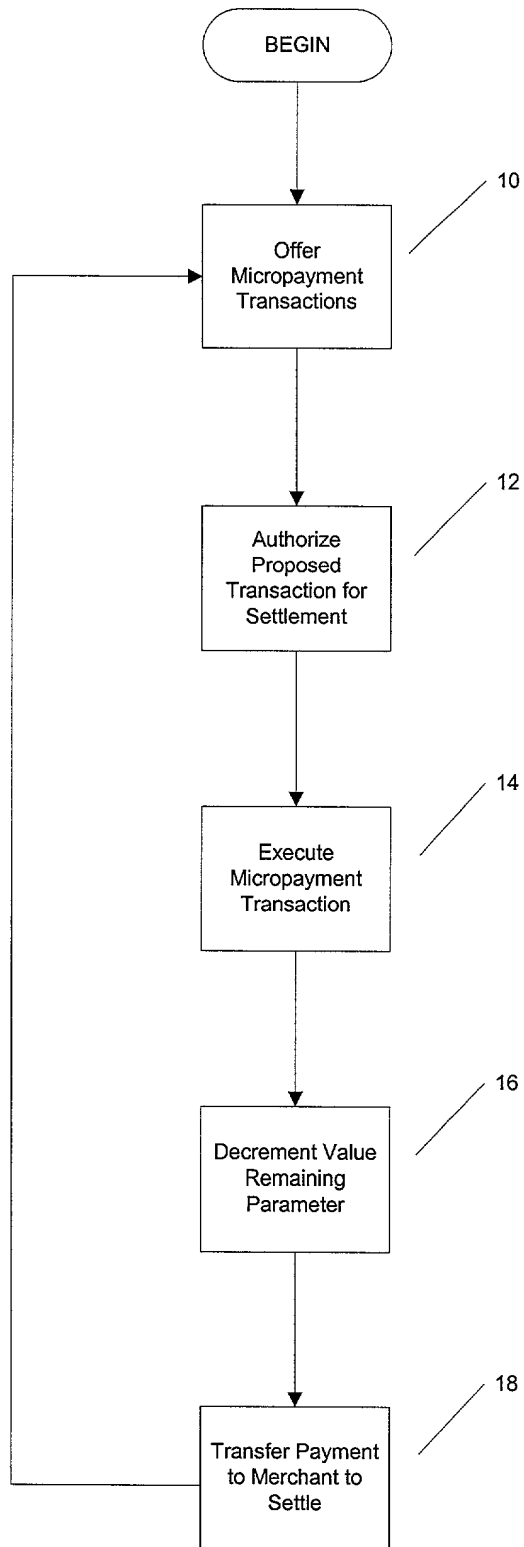 BEGIN
10
Offer
Micropayment
Transactions
12
Authorize
Proposed
Transaction for
Settlement
14
Execute
Micropayment
Transaction
16
Decrement Value
Remaining
Parameter
18
Transfer Payment
to Merchant to
Settle